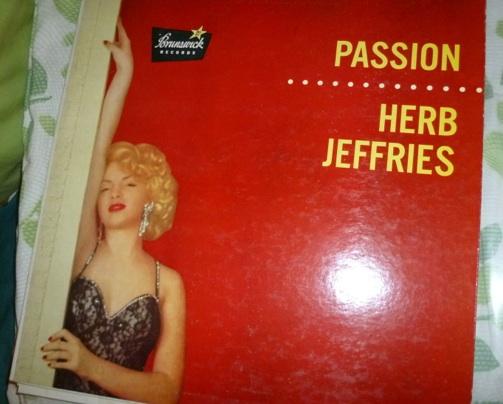 Brunswick
RECORDS
PASSION
HERB
JEFFRIES